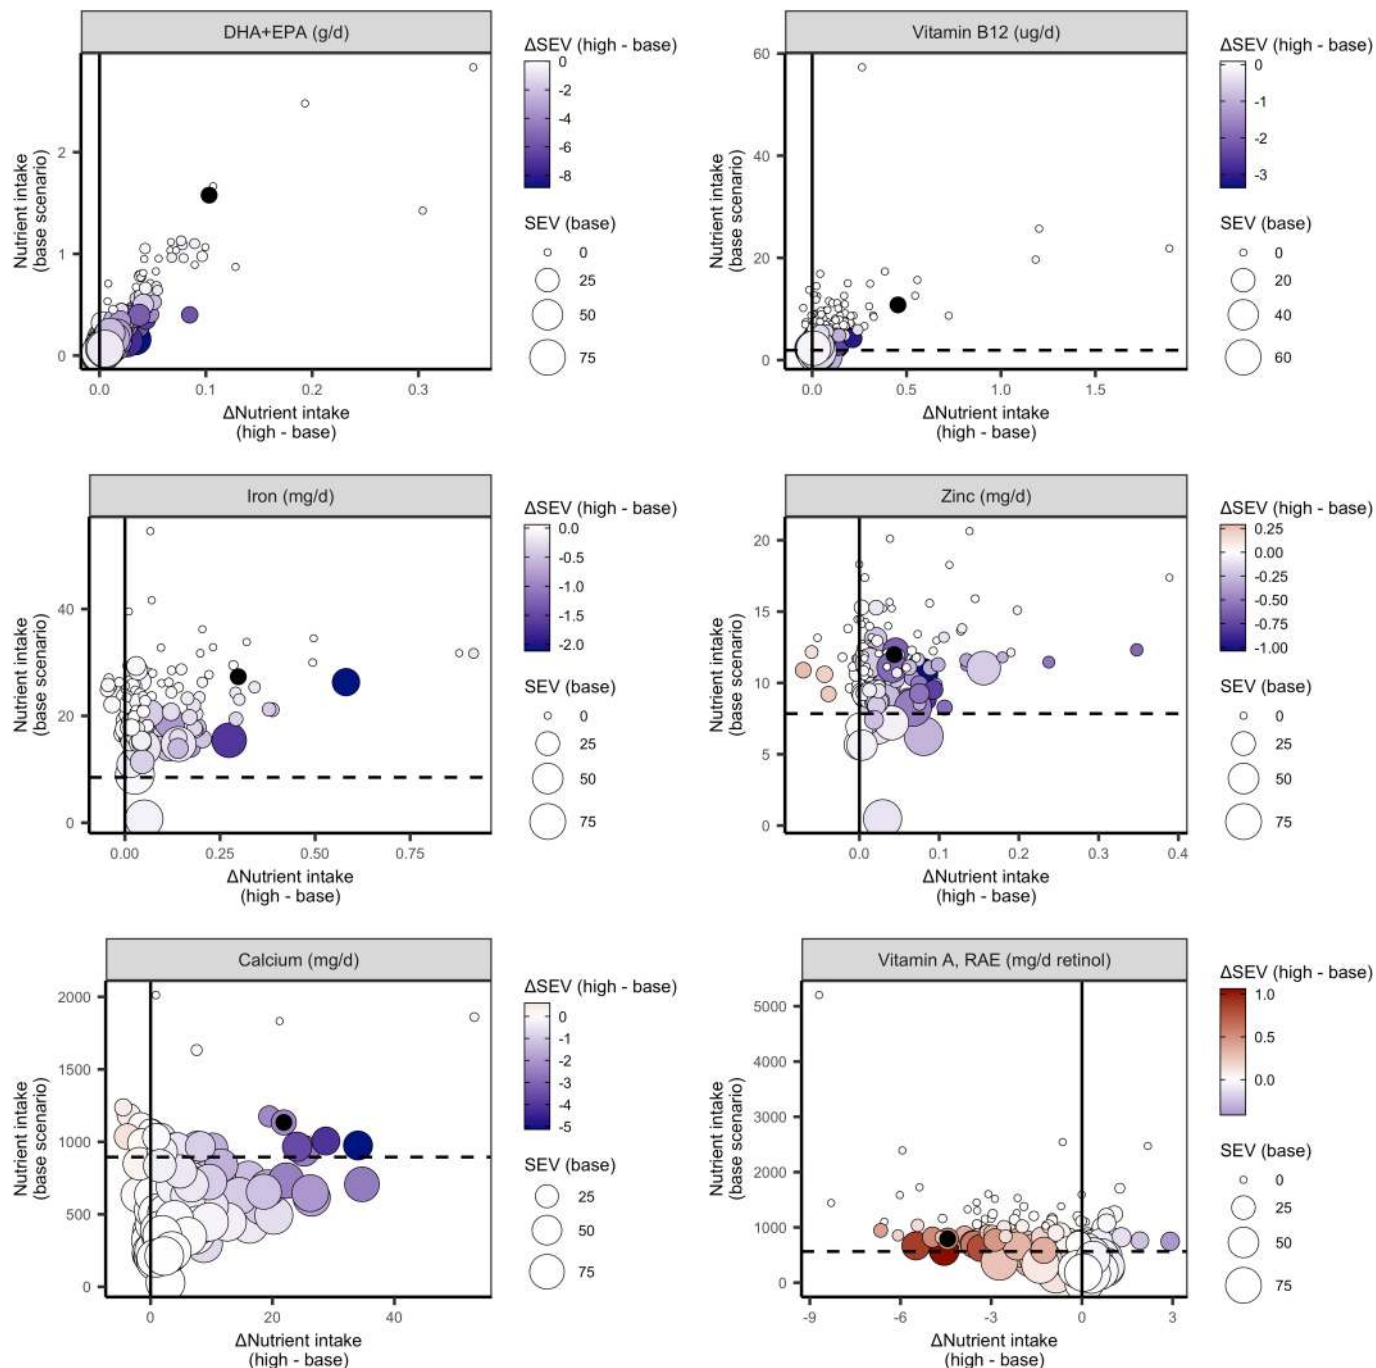 DHA+EPA (g/d)
Nutrient intake
(base scenario)
2
1
0
0.0
0.1
0.2
0.3
ΔNutrient intake
(high - base)
ΔSEV (high - base)
0
-2
-4
-6
-8
SEV (base)
0
25
50
75
Vitamin B12 (ug/d)
Nutrient intake
(base scenario)
60
40
20
0
0.0
0.5
1.0
1.5
ΔNutrient intake
(high - base)
ΔSEV (high - base)
0
-1
-2
-3
SEV (base)
0
20
40
60
Iron (mg/d)
Nutrient intake
(base scenario)
40
20
0
0.00
0.25
0.50
0.75
ΔNutrient intake
(high - base)
ΔSEV (high - base)
0.0
-0.5
-1.0
-1.5
-2.0
SEV (base)
0
25
50
75
Zinc (mg/d)
Nutrient intake
(base scenario)
20
15
10
5
0
0.0
0.1
0.2
0.3
0.4
ΔNutrient intake
(high - base)
ΔSEV (high - base)
0.25
0.00
-0.25
-0.50
-0.75
-1.00
SEV (base)
0
25
50
75
Calcium (mg/d)
Nutrient intake
(base scenario)
2000
1500
1000
500
0
0
20
40
ΔNutrient intake
(high - base)
ΔSEV (high - base)
0
-1
-2
-3
-4
-5
SEV (base)
25
50
75
Vitamin A, RAE (mg/d retinol)
Nutrient intake
(base scenario)
5000
4000
3000
2000
1000
0
-9
-6
-3
0
3
ΔNutrient intake
(high - base)
ΔSEV (high - base)
1.0
0.5
0.0
SEV (base)
0
25
50
75